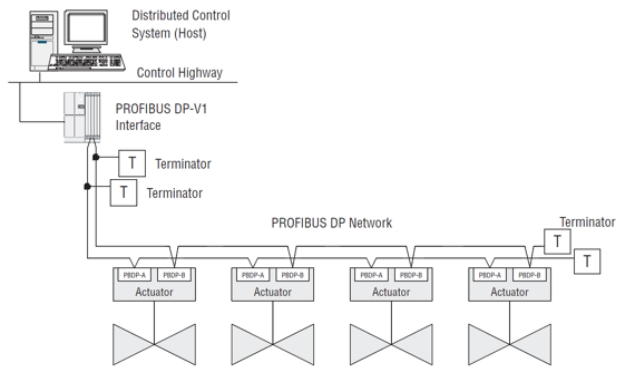 Distributed Control
System (Host)
Control Highway
PROFIBUS DP-V1
Interface
T Terminator
T Terminator
PROFIBUS DP Network
Terminator
T
T
PBDP-A PBDP-B PBDP-A PBDP-B PBDP-A PBDP-B PBDP-A PBDP-B
Actuator Actuator Actuator Actuator